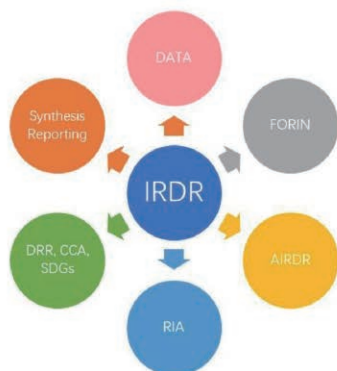 DATA
Synthesis
Reporting
FORIN
IRDR
DRR, CCA,
SDGs
AIRDR
RIA